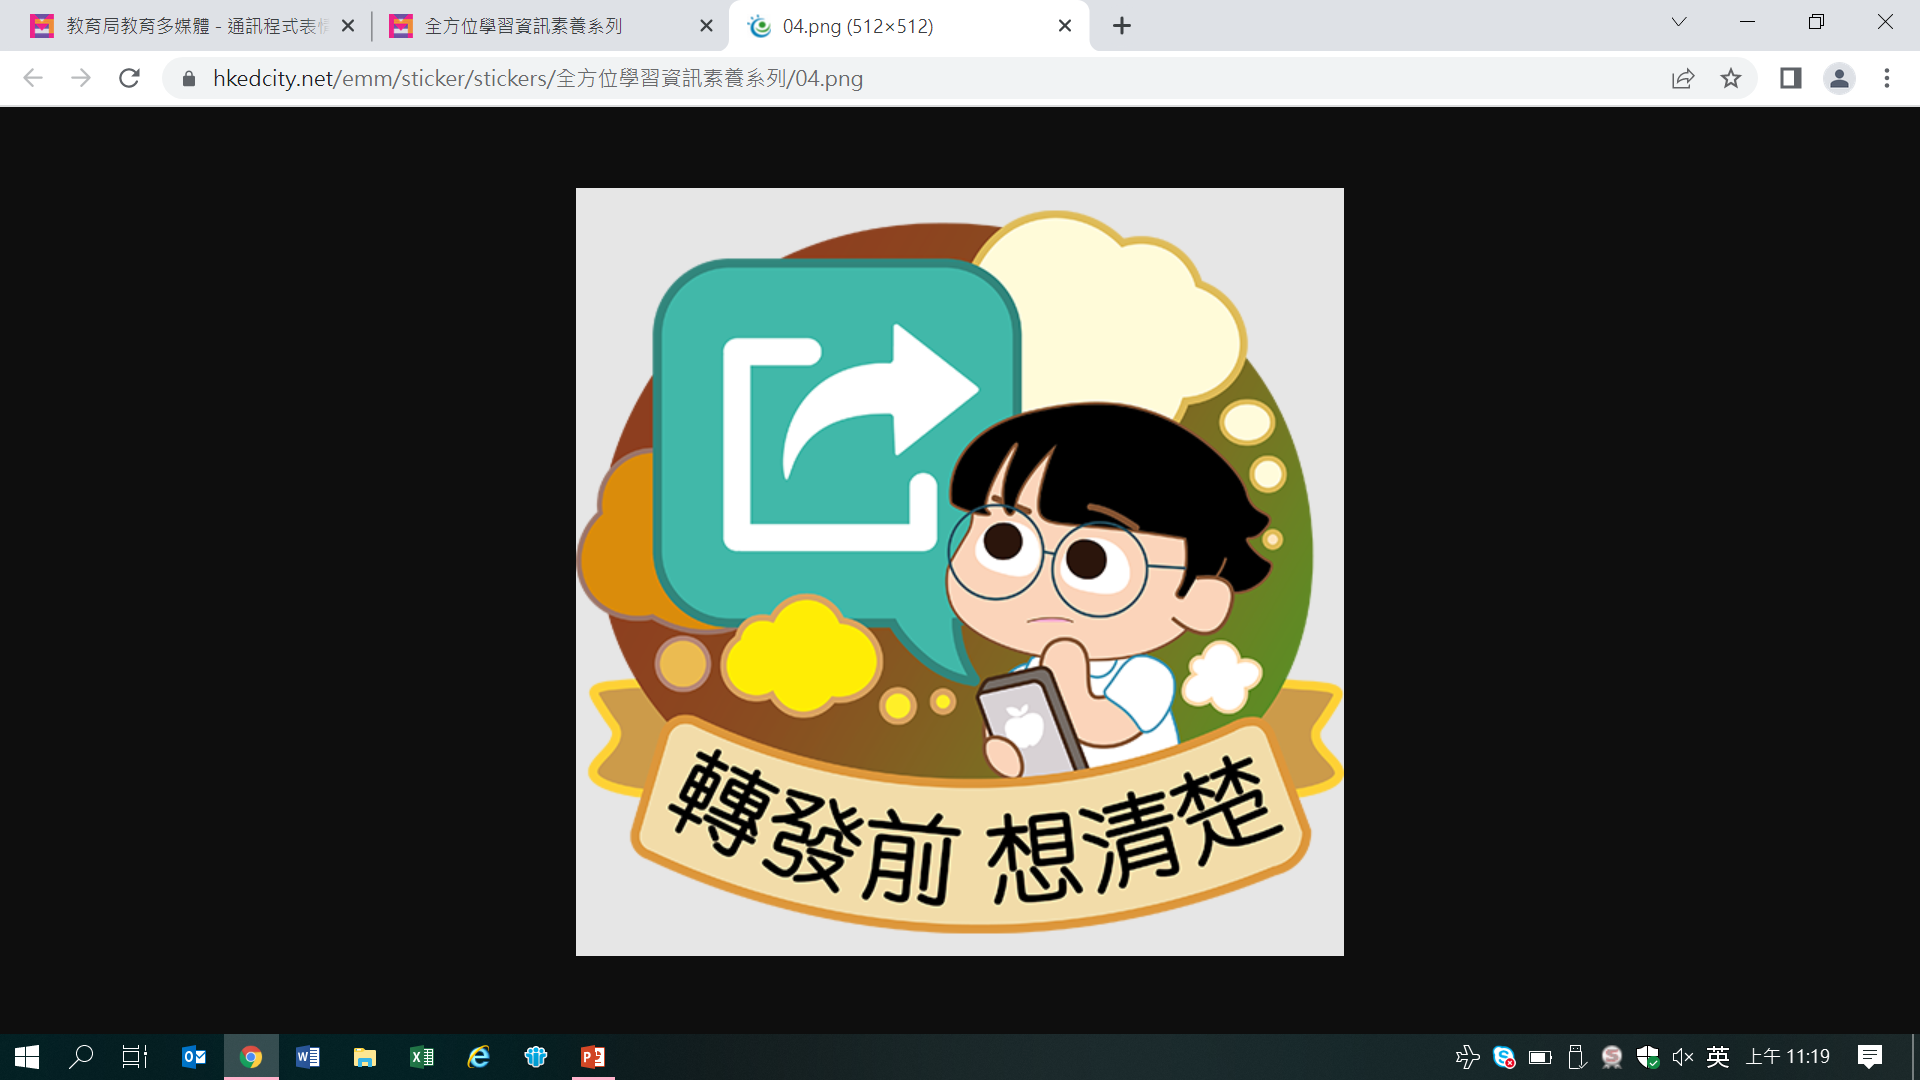 教育局教育多媒體 - 通訊程式表情
全方位學習資訊素養系列
04.png (512×512)
hkedcity.net/emm/sticker/stickers/全方位學習資訊素養系列/04.png
轉發前 想清楚
英
上午 11:19